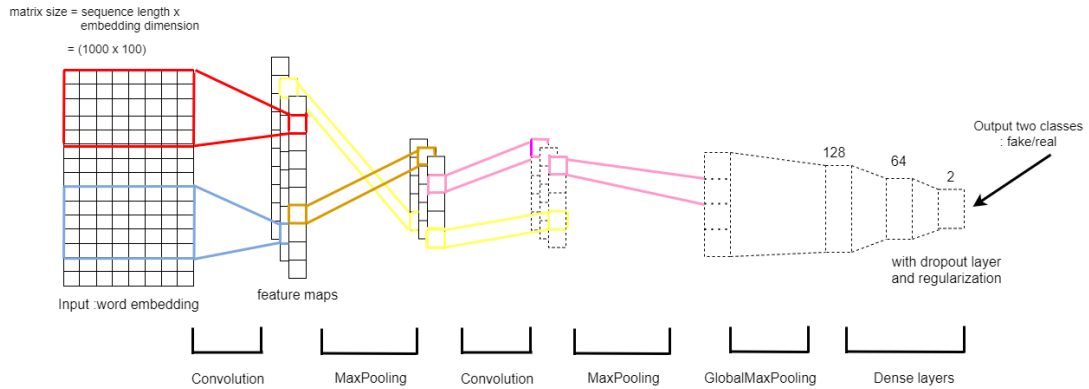 matrix size = sequence length x
embedding dimension
= (1000 x 100)
Output two classes
: fake/real
128
64
2
with dropout layer
and regularization
Input :word embedding
feature maps
Convolution
MaxPooling
Convolution
MaxPooling
GlobalMaxPooling
Dense layers